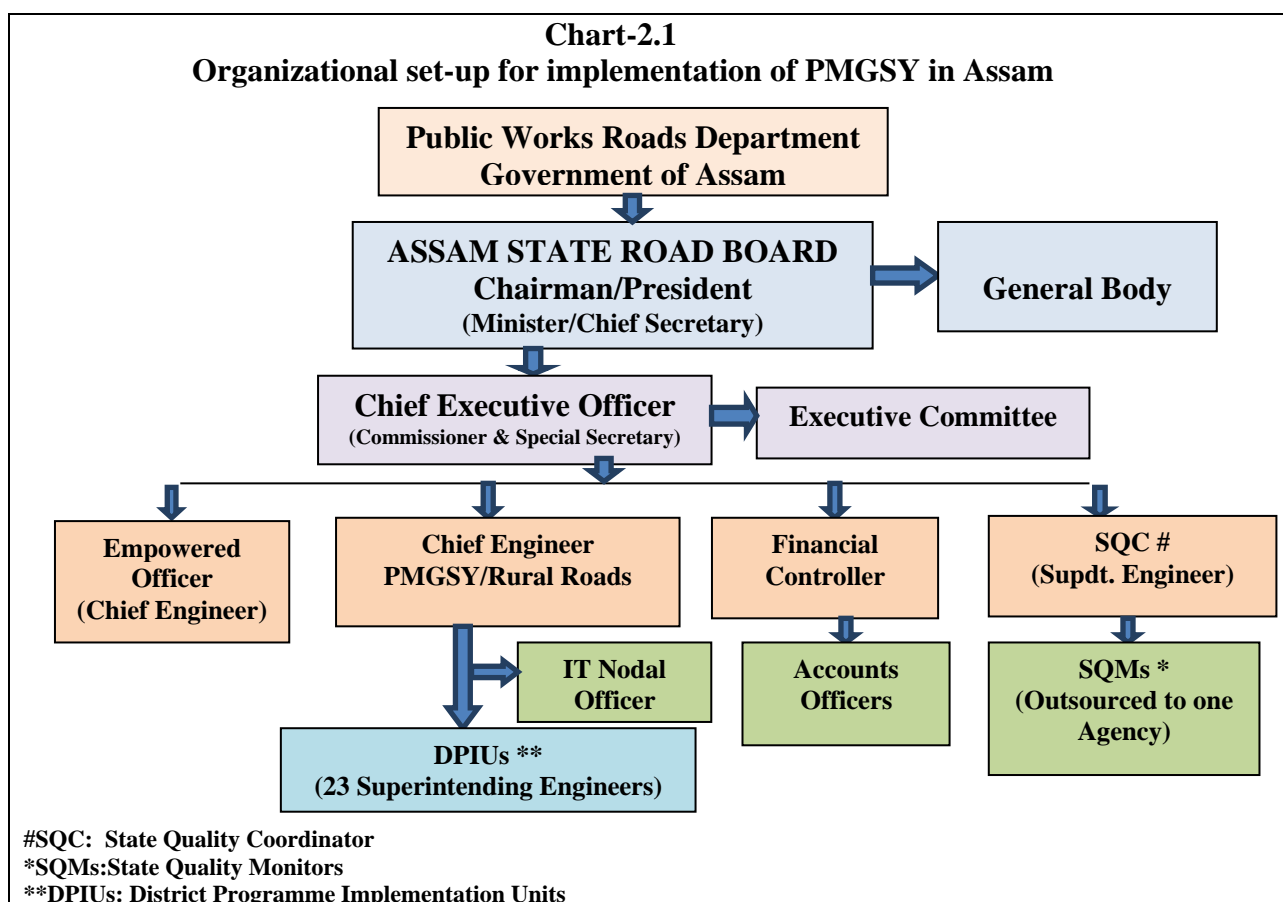 Chart-2.1
Organizational set-up for implementation of PMGSY in Assam
Public Works Roads Department
Government of Assam
ASSAM STATE ROAD BOARD
Chairman/President
(Minister/Chief Secretary)
General Body
Chief Executive Officer
(Commissioner & Special Secretary)
Executive Committee
Empowered
Officer
(Chief Engineer)
Chief Engineer
PMGSY/Rural Roads
Financial
Controller
SQC #
(Supdt. Engineer)
IT Nodal
Officer
Accounts
Officers
SQMs *
(Outsourced to one
Agency)
DPIUs **
(23 Superintending Engineers)
#SQC: State Quality Coordinator
*SQMs:State Quality Monitors
**DPIUs: District Programme Implementation Units